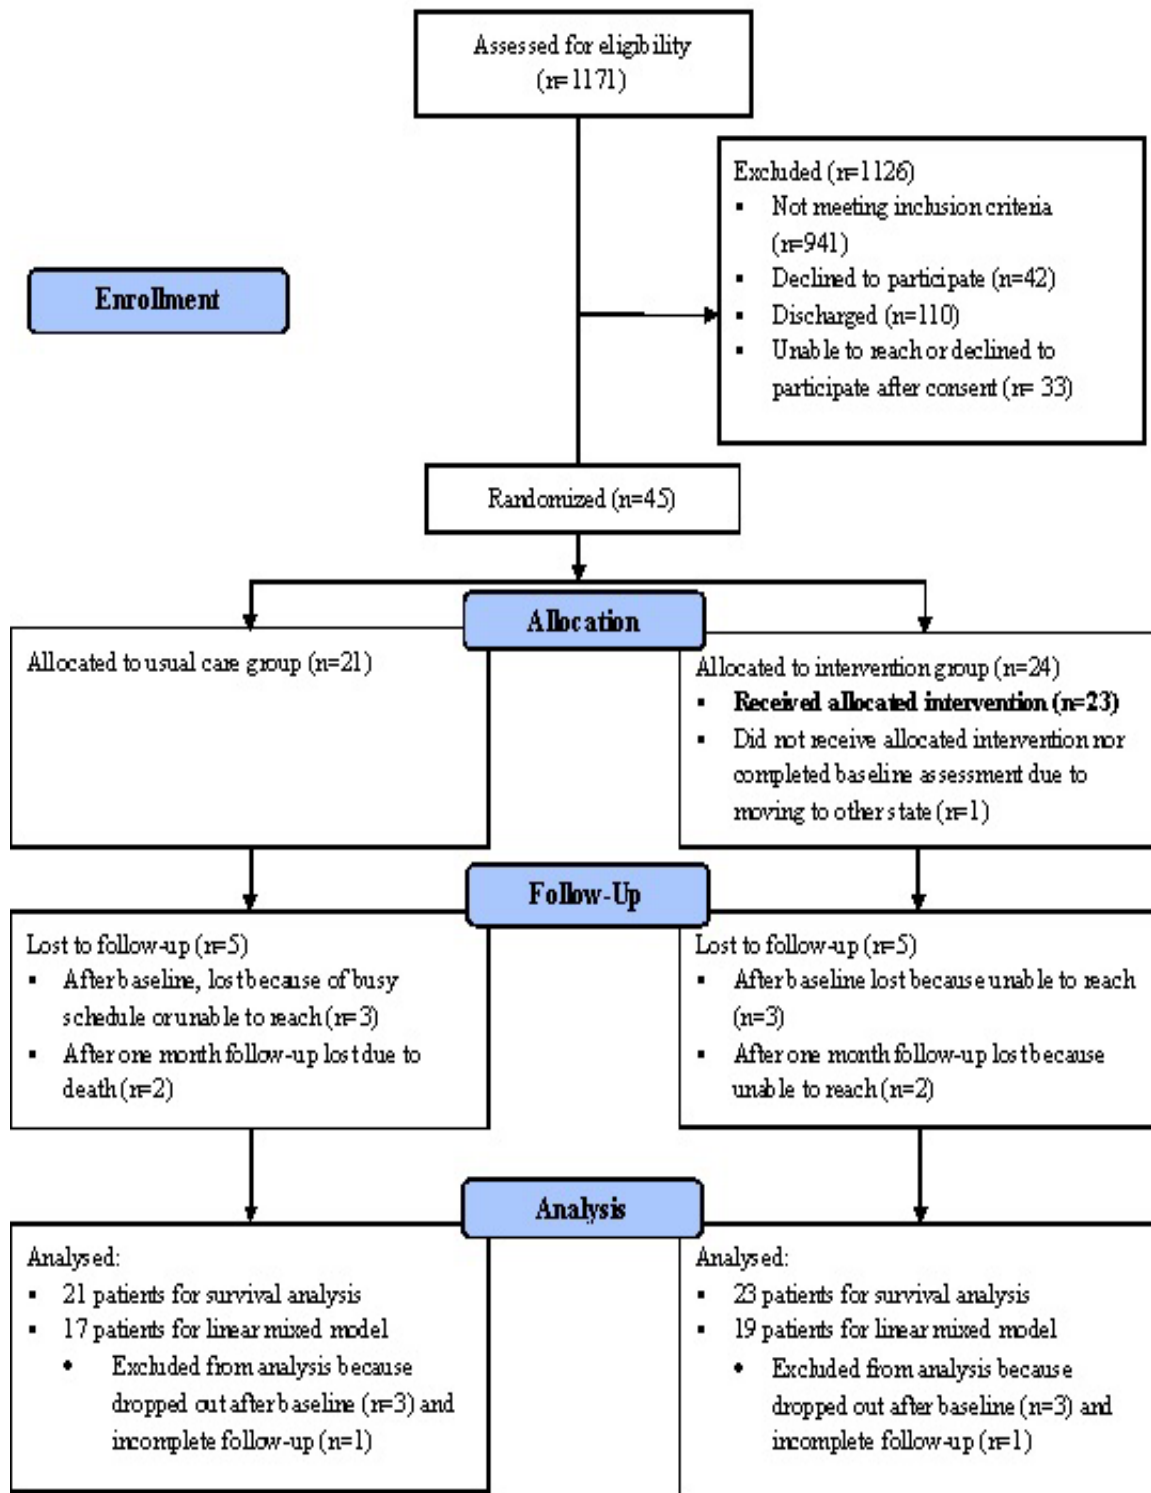 Assessed for eligibility
(n=1171)
Excluded (n=1126)
▪ Not meeting inclusion criteria
(n=941)
▪ Declined to participate (n=42)
▪ Discharged (n=110)
▪ Unable to reach or declined to
participate after consent (n= 33)
Enrollment
Randomized (n=45)
Allocation
Allocated to usual care group (n=21)
Allocated to intervention group (n=24)
▪ Received allocated intervention (n=23)
▪ Did not receive allocated intervention nor
completed baseline assessment due to
moving to other state (n=1)
Follow-Up
Lost to follow-up (n=5)
▪ After baseline, lost because of busy
schedule or unable to reach (n=3)
▪ After one month follow-up lost due to
death (n=2)
Lost to follow-up (n=5)
▪ After baseline lost because unable to reach
(n=3)
▪ After one month follow-up lost because
unable to reach (n=2)
Analysis
Analysed:
▪ 21 patients for survival analysis
▪ 17 patients for linear mixed model
• Excluded from analysis because
dropped out after baseline (n=3) and
incomplete follow-up (n=1)
Analysed:
▪ 23 patients for survival analysis
▪ 19 patients for linear mixed model
• Excluded from analysis because
dropped out after baseline (n=3) and
incomplete follow-up (n=1)